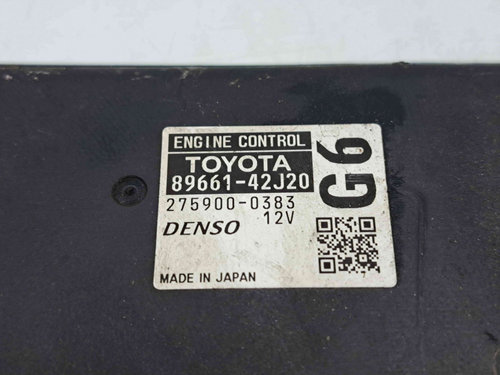 ENGINE CONTROL
TOYOTA
89661-42J20
275900-0383
DENSO 12V
MADE IN JAPAN
G6